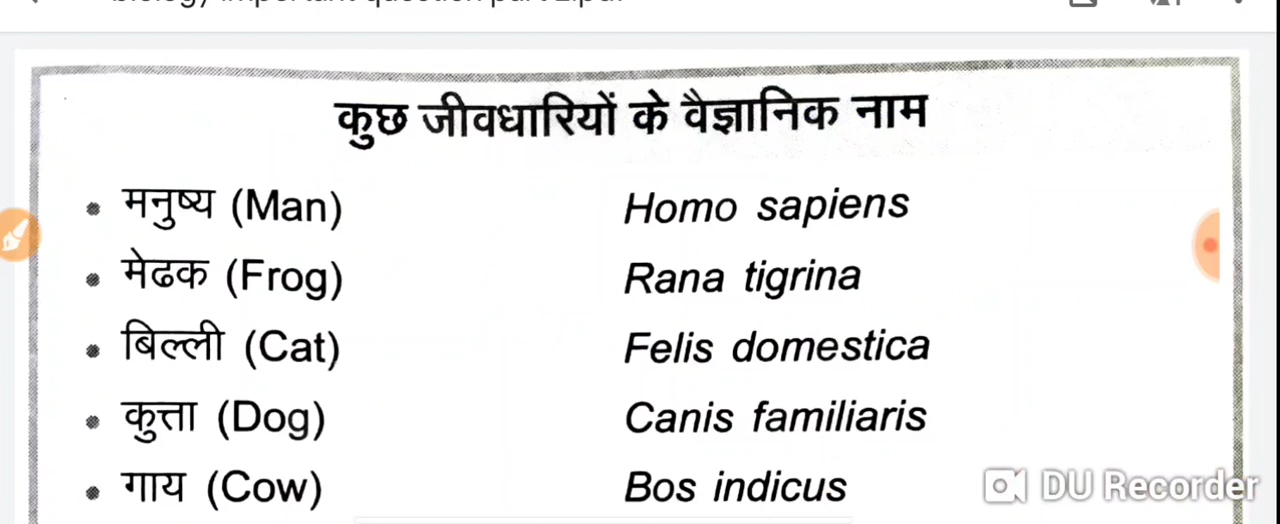 कुछ जीवधारियों के वैज्ञानिक नाम
मनुष्य (Man) Homo sapiens
मेढक (Frog) Rana tigrina
बिल्ली (Cat) Felis domestica
कुत्ता (Dog) Canis familiaris
गाय (Cow) Bos indicus
DU Recorder